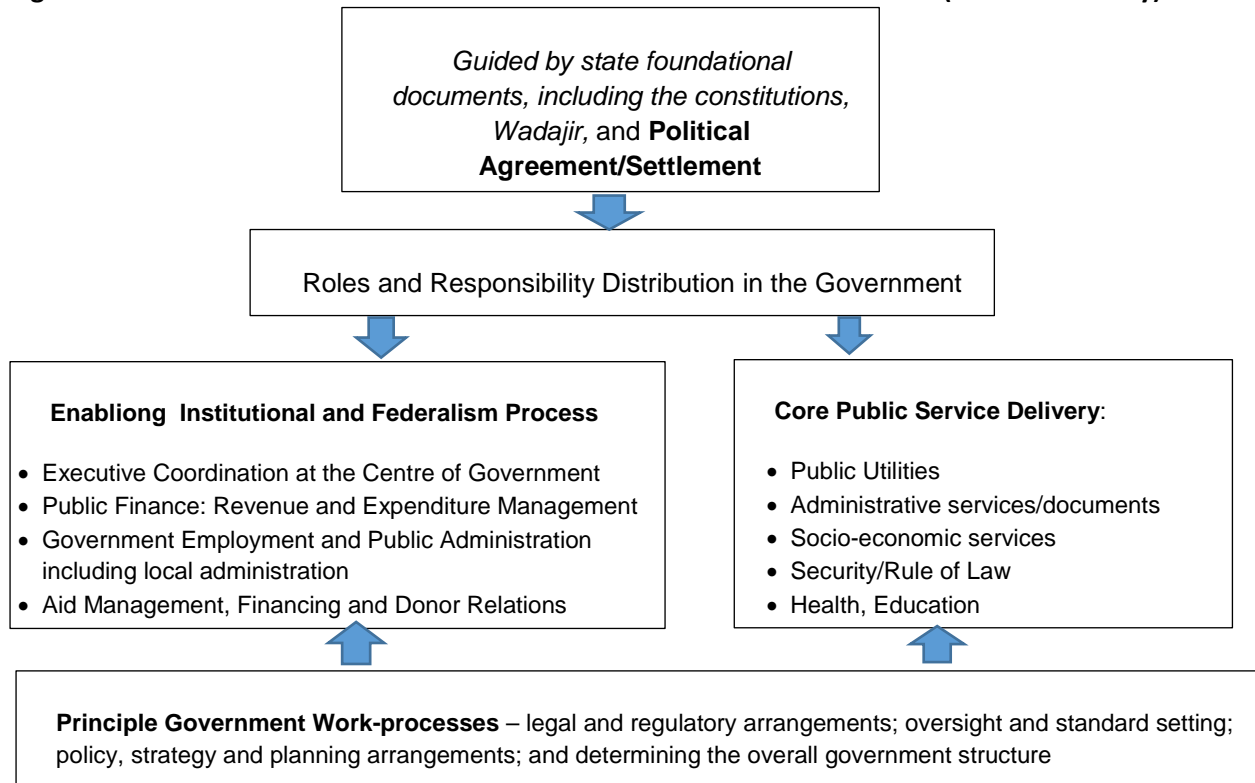 Guided by state foundational
documents, including the constitutions,
Wadajir, and Political
Agreement/Settlement
Roles and Responsibility Distribution in the Government
Enabliong Institutional and Federalism Process
• Executive Coordination at the Centre of Government
• Public Finance: Revenue and Expenditure Management
• Government Employment and Public Administration
including local administration
• Aid Management, Financing and Donor Relations
Core Public Service Delivery:
• Public Utilities
• Administrative services/documents
• Socio-economic services
• Security/Rule of Law
• Health, Education
Principle Government Work-processes – legal and regulatory arrangements; oversight and standard setting;
policy, strategy and planning arrangements; and determining the overall government structure